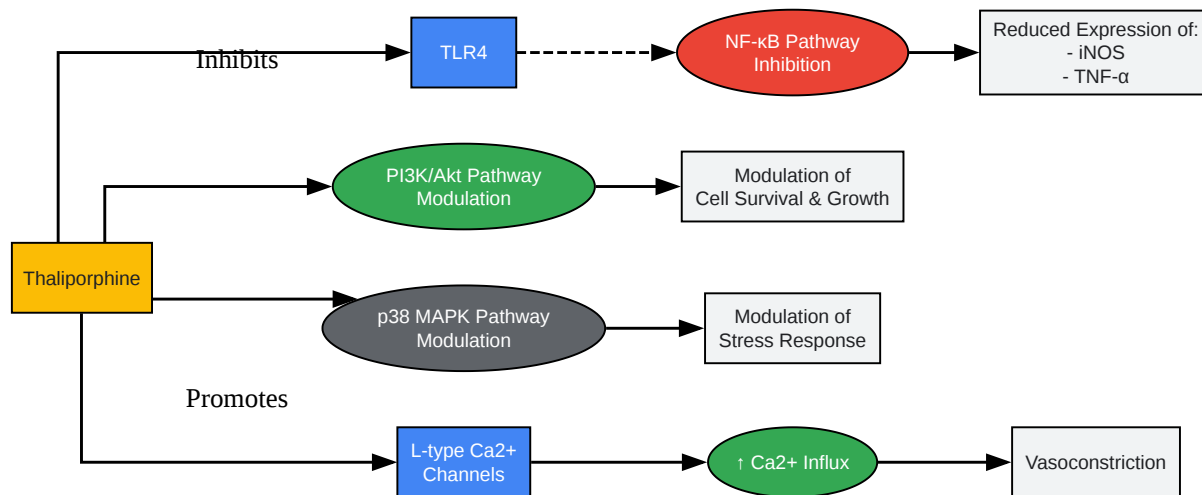 Inhibits
TLR4
NF-κB Pathway
Inhibition
Reduced Expression of:
- iNOS
- TNF-α
PI3K/Akt Pathway
Modulation
Modulation of
Cell Survival & Growth
Thaliporphine
p38 MAPK Pathway
Modulation
Modulation of
Stress Response
Promotes
L-type Ca2+
Channels
↑ Ca2+ Influx
Vasoconstriction